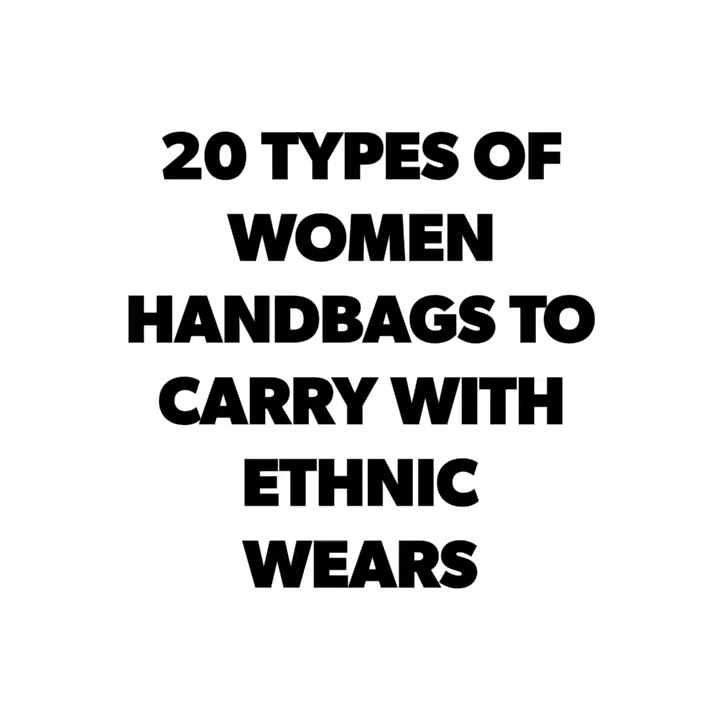 20 TYPES OF
WOMEN
HANDBAGS TO
CARRY WITH
ETHNIC
WEARS